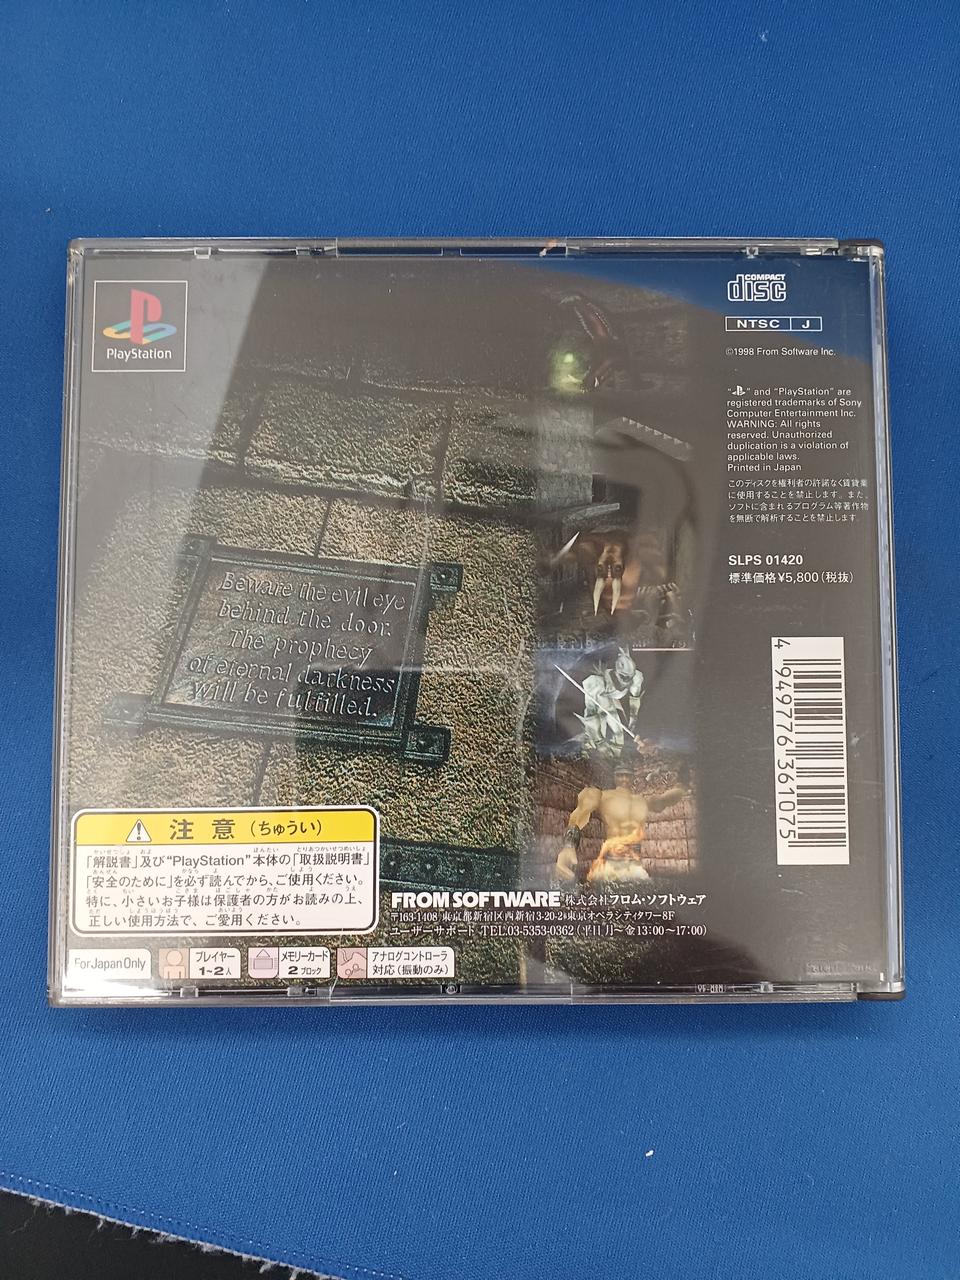 PlayStation
COMPACT
disc
NTSC J
©1998 From Software Inc.
" " and "PlayStation" are
registered trademarks of Sony
Computer Entertainment Inc.
WARNING: All rights
reserved. Unauthorized
duplication is a violation of
applicable laws.
Printed in Japan
このディスクを権利者の許諾なく賃貸業
に使用することを禁止します。また、
ソフトに含まれるプログラム等著作物
を無断で解析することを禁止します。
SLPS 01420
標準価格¥5,800(税抜)
4 949776 361075
Beware the evil eye
behind the door.
The prophecy
of eternal darkness
will be fulfilled.
注意(ちゅうい)
「解説書」及び"PlayStation"本体の「取扱説明書」
「安全のために」を必ず読んでから、ご使用ください。
特に、小さいお子様は保護者の方がお読みの上、
正しい使用方法で、ご愛用ください。
FROM SOFTWARE 株式会社フロム・ソフトウェア
〒163-1408 東京都新宿区西新宿3-20-2 東京オペラシティタワー8F
ユーザーサポート TEL.03-5353-0362(平日 月〜金 13:00〜17:00)
For Japan Only
プレイヤー
1〜2人
メモリーカード
2ブロック
アナログコントローラ
対応(振動のみ)